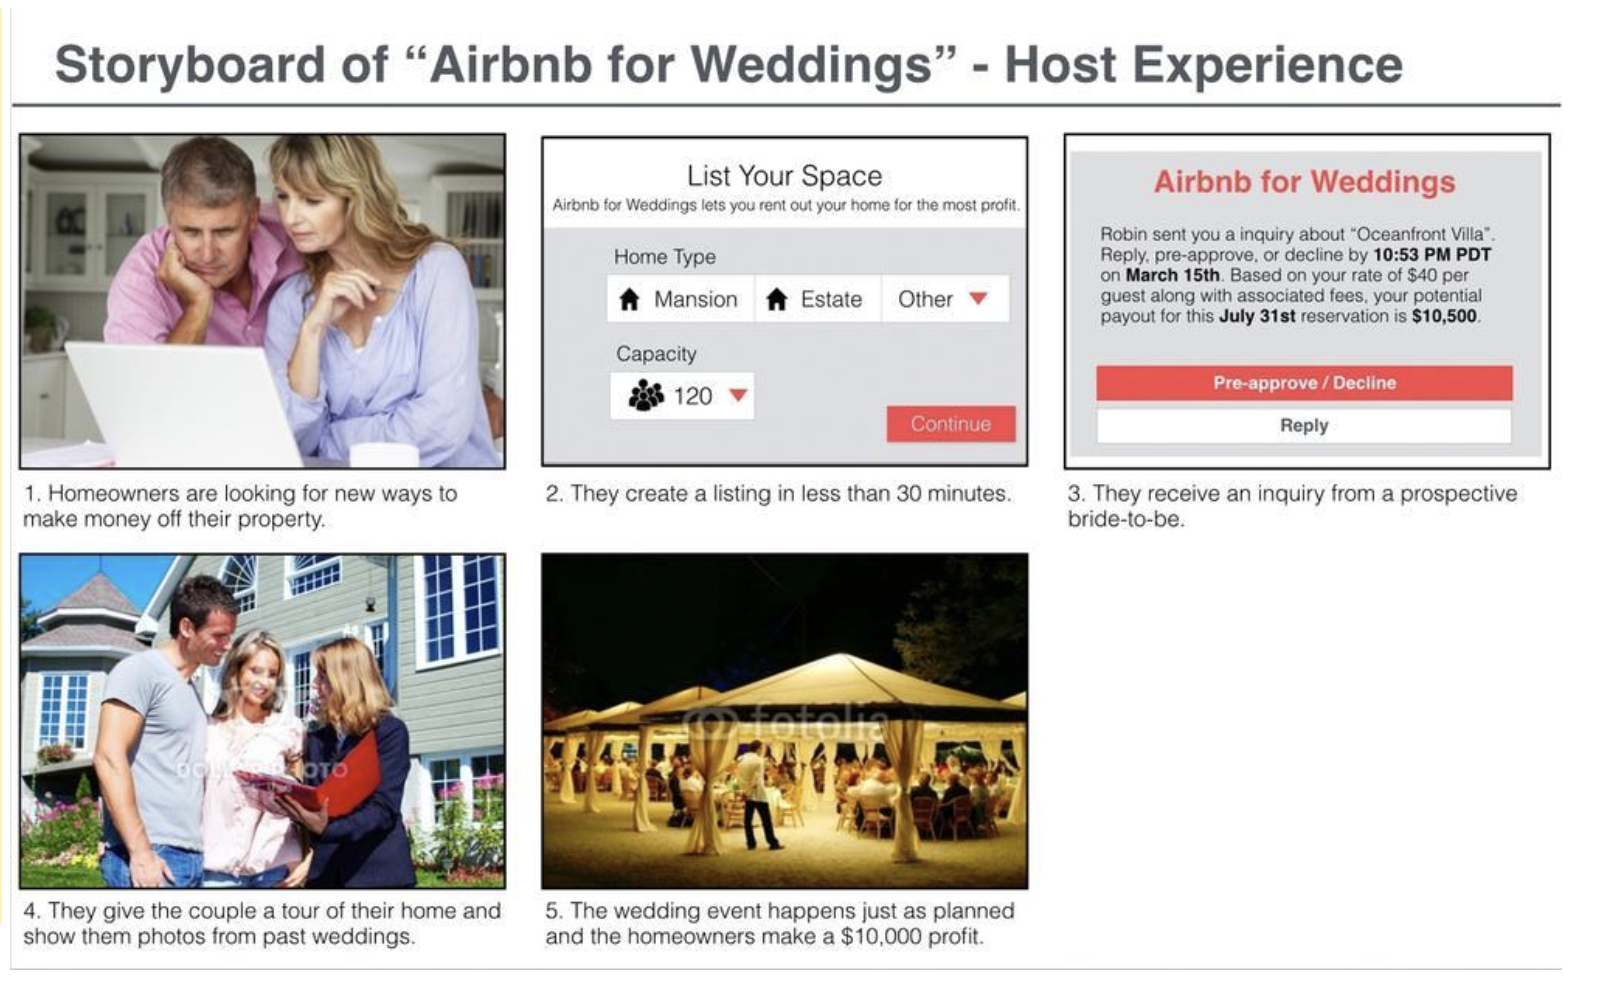 Storyboard of “Airbnb for Weddings” - Host Experience
List Your Space
Airbnb for Weddings lets you rent out your home for the most profit.
Home Type
Mansion
Estate
Other
Capacity
120
Continue
Airbnb for Weddings
Robin sent you a inquiry about “Oceanfront Villa”.
Reply, pre-approve, or decline by 10:53 PM PDT
on March 15th. Based on your rate of $40 per
guest along with associated fees, your potential
payout for this July 31st reservation is $10,500.
Pre-approve / Decline
Reply
1. Homeowners are looking for new ways to
make money off their property.
2. They create a listing in less than 30 minutes.
3. They receive an inquiry from a prospective
bride-to-be.
fotolia
4. They give the couple a tour of their home and
show them photos from past weddings.
5. The wedding event happens just as planned
and the homeowners make a $10,000 profit.